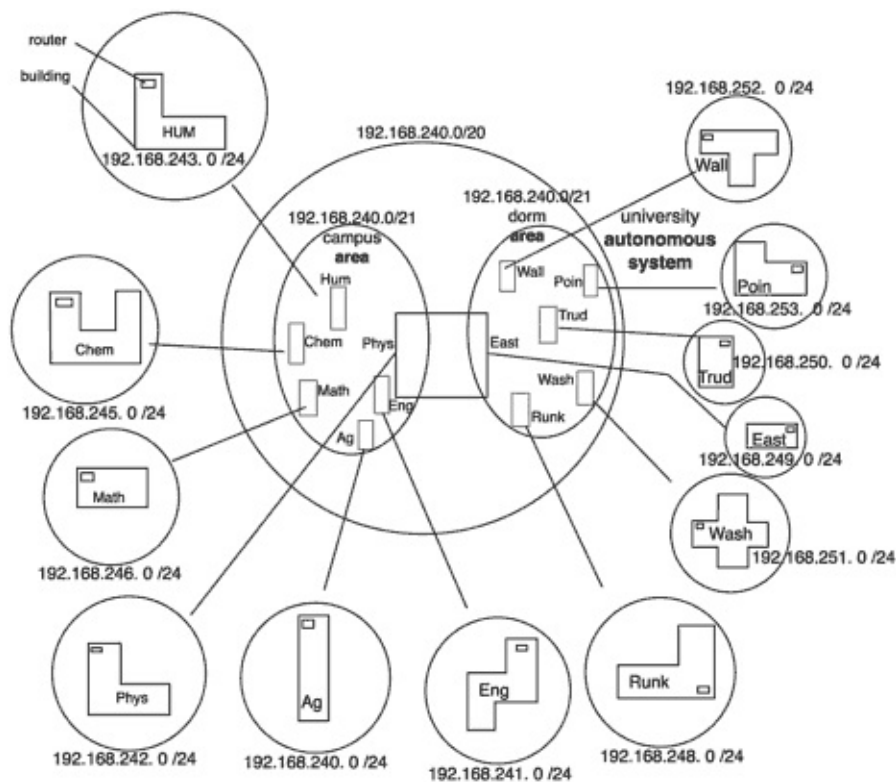 router
building
HUM
192.168.243. 0 /24
192.168.240.0/20
192.168.252. 0 /24
Wall
192.168.240.0/21
campus
area
192.168.240.0/21
dorm
area
university
autonomous
system
Hum
Wall
Poin
Poin
192.168.253. 0 /24
Chem
192.168.245. 0 /24
Chem
Phys
East
Trud
192.168.250. 0 /24
Trud
Math
Eng
Ag
Wash
Runk
East
192.168.249. 0 /24
Math
192.168.246. 0 /24
Wash
192.168.251. 0 /24
Phys
192.168.242. 0 /24
Ag
192.168.240. 0 /24
Eng
192.168.241. 0 /24
Runk
192.168.248. 0 /24